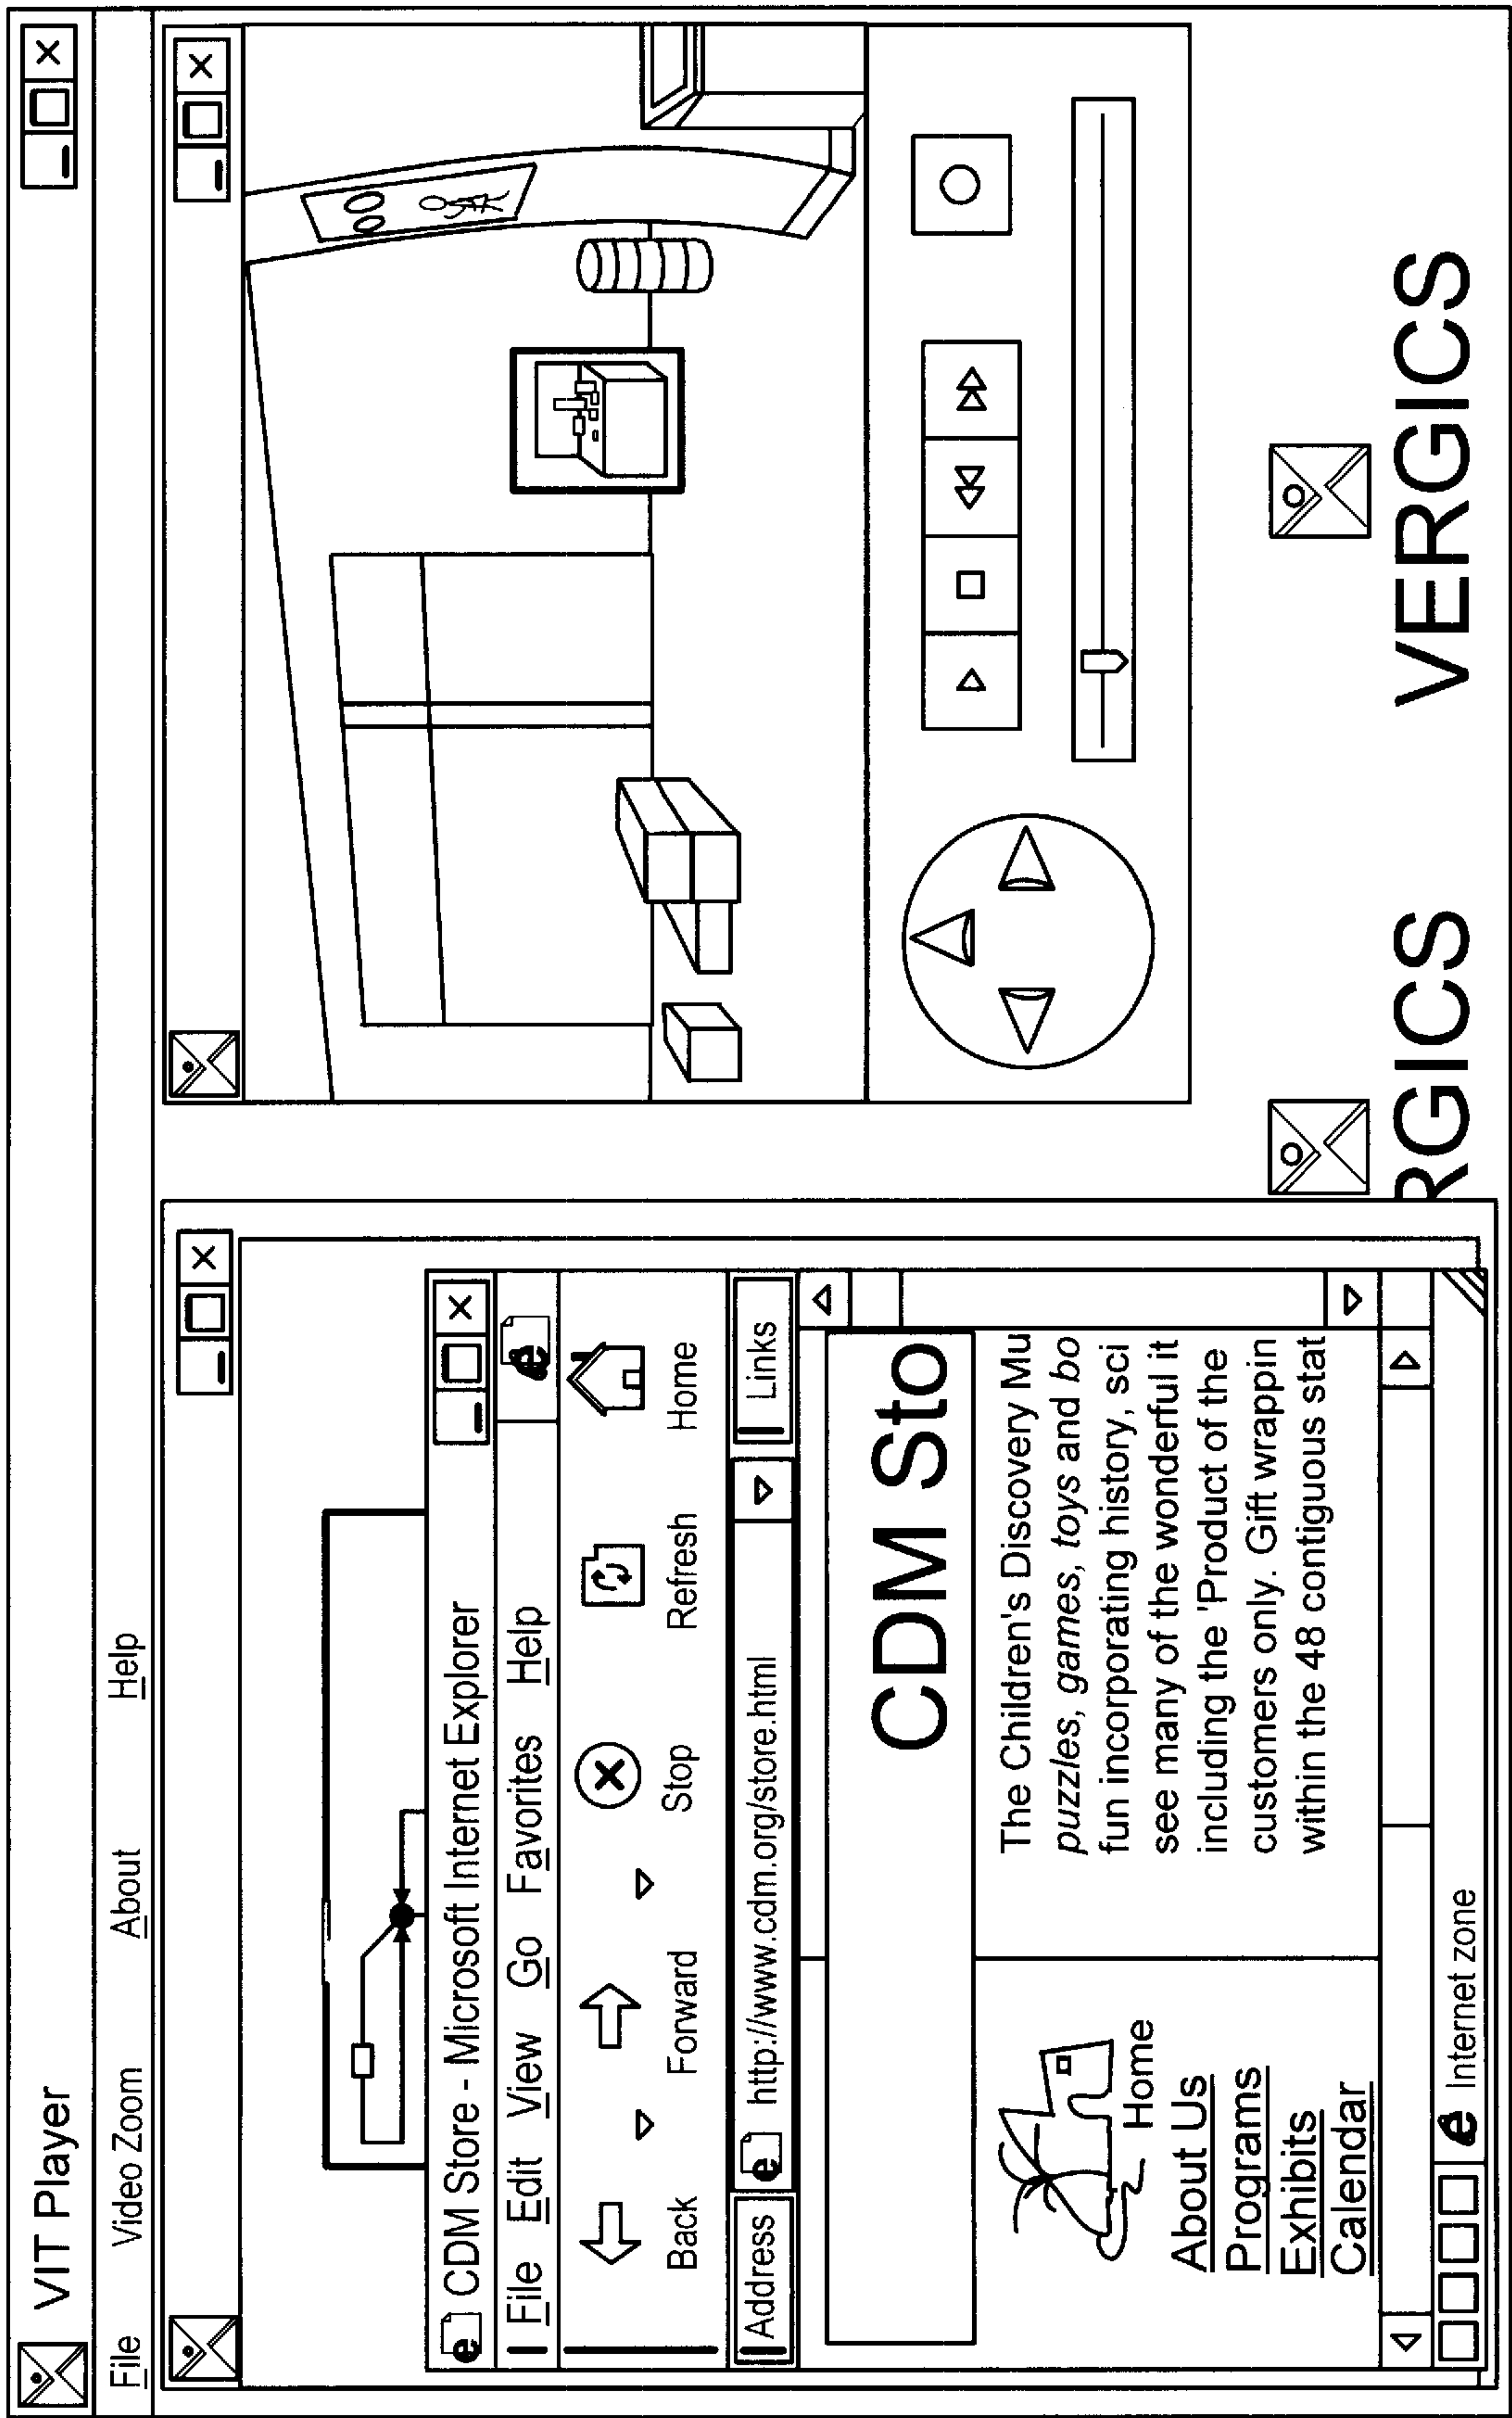 VIT Player
File Video Zoom About Help
CDM Store - Microsoft Internet Explorer
File Edit View Go Favorites Help
Back Forward Stop Refresh Home
Address http://www.cdm.org/store.html Links
CDM Sto
The Children's Discovery Mu
puzzles, games, toys and bo
fun incorporating history, sci
see many of the wonderful it
including the 'Product of the
customers only. Gift wrappin
within the 48 contiguous stat
Home
About Us
Programs
Exhibits
Calendar
Internet zone
RGICS VERGICS